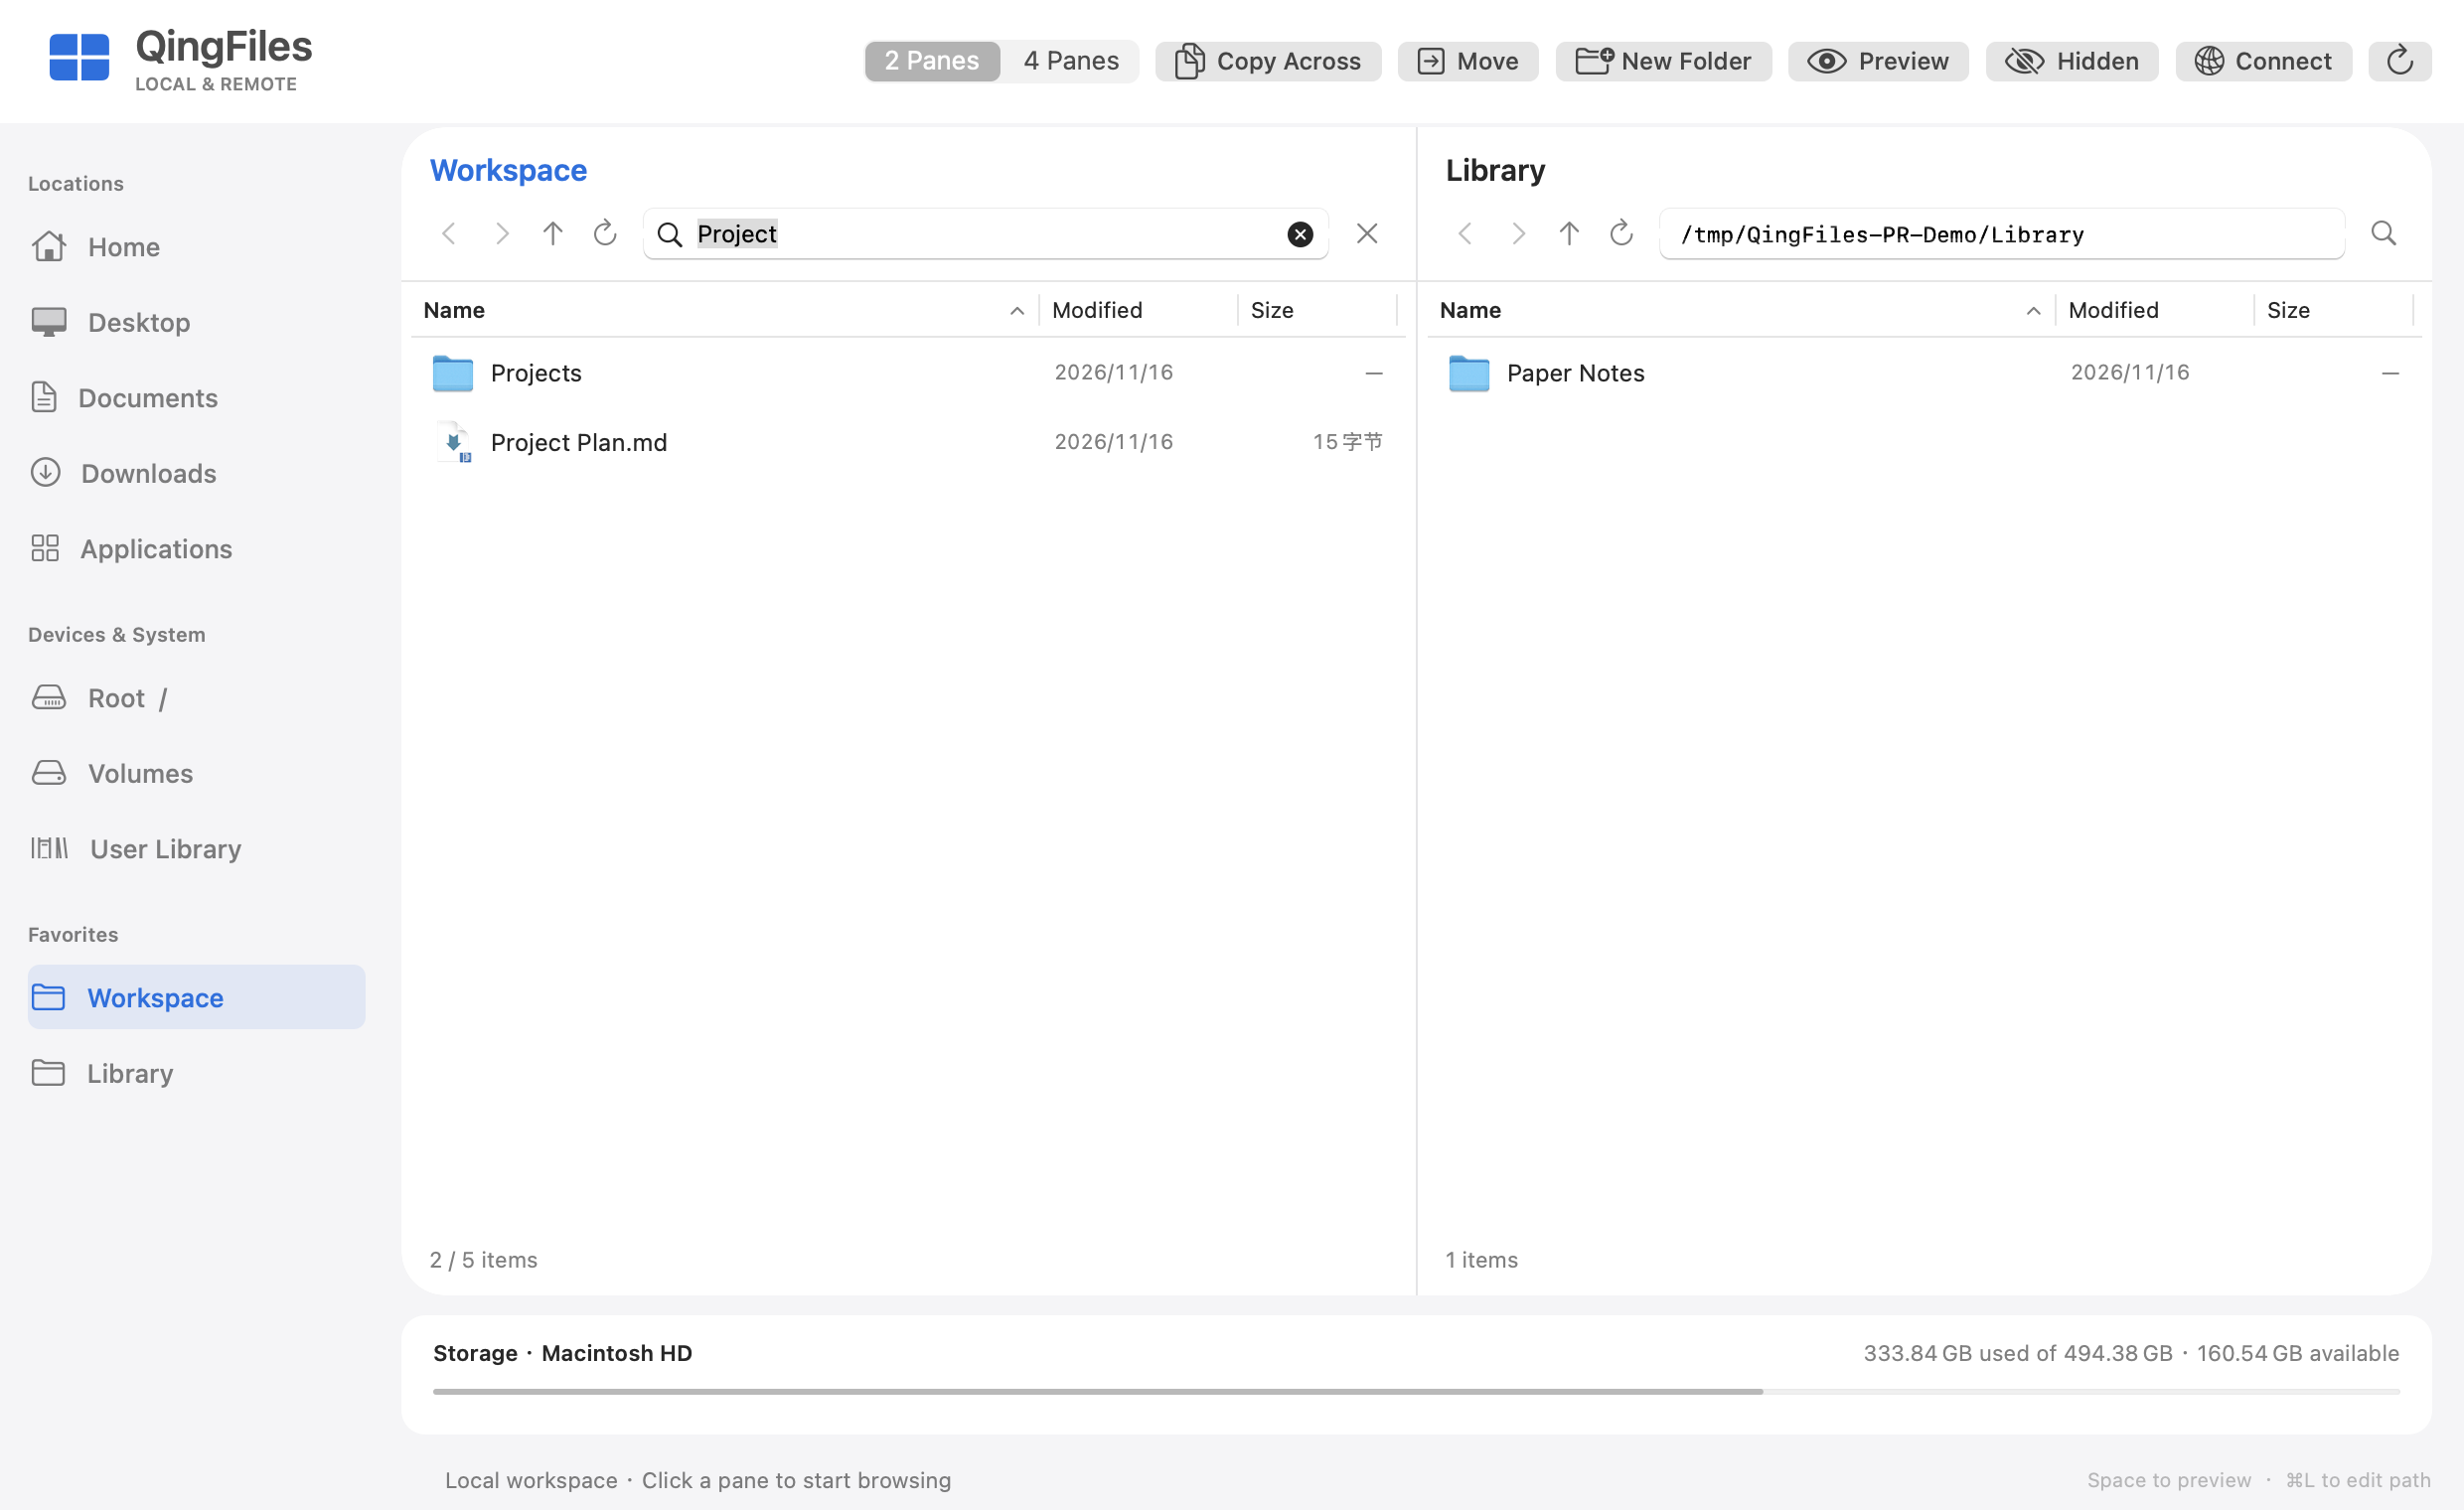 QingFiles
LOCAL & REMOTE
2 Panes
4 Panes
Copy Across
Move
New Folder
Preview
Hidden
Connect
Locations
Home
Desktop
Documents
Downloads
Applications
Devices & System
Root /
Volumes
User Library
Favorites
Workspace
Library
Workspace
Project
Name
Modified
Size
Projects
2026/11/16
—
Project Plan.md
2026/11/16
15 字节
2 / 5 items
Library
/tmp/QingFiles-PR-Demo/Library
Name
Modified
Size
Paper Notes
2026/11/16
—
1 items
Storage · Macintosh HD
333.84 GB used of 494.38 GB · 160.54 GB available
Local workspace · Click a pane to start browsing
Space to preview · ⌘L to edit path